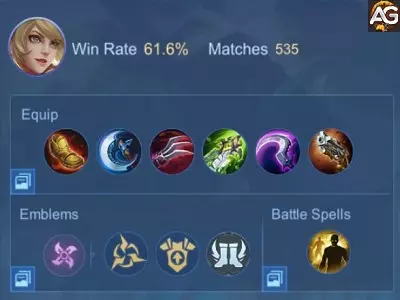 AG
Win Rate 61.6% Matches 535
Equip
Emblems
Battle Spells